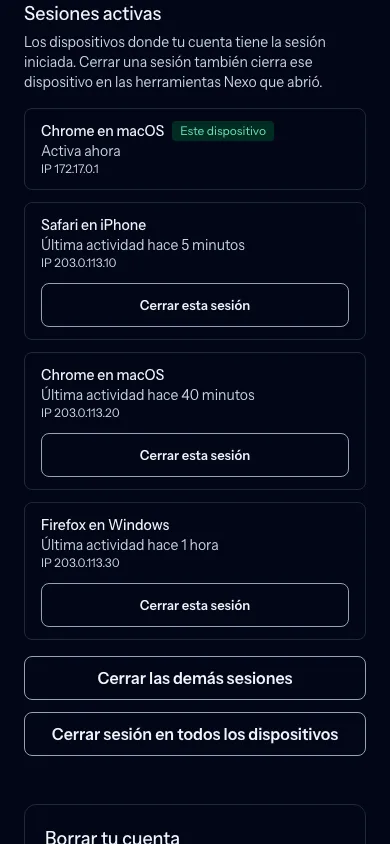 Sesiones activas
Los dispositivos donde tu cuenta tiene la sesión
iniciada. Cerrar una sesión también cierra ese
dispositivo en las herramientas Nexo que abrió.
Chrome en macOS Este dispositivo
Activa ahora
IP 172.17.0.1
Safari en iPhone
Última actividad hace 5 minutos
IP 203.0.113.10
Cerrar esta sesión
Chrome en macOS
Última actividad hace 40 minutos
IP 203.0.113.20
Cerrar esta sesión
Firefox en Windows
Última actividad hace 1 hora
IP 203.0.113.30
Cerrar esta sesión
Cerrar las demás sesiones
Cerrar sesión en todos los dispositivos
Borrar tu cuenta